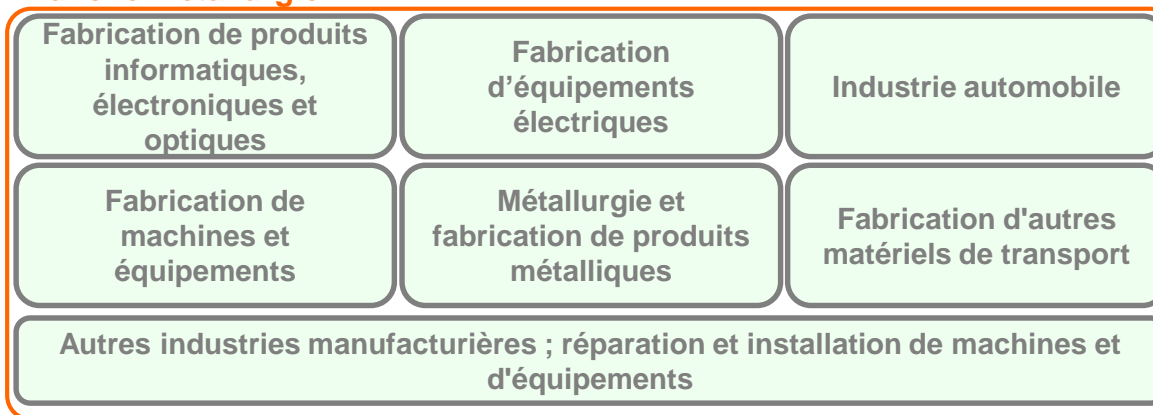 Fabrication de produits
informatiques,
électroniques et
optiques
Fabrication
d’équipements
électriques
Industrie automobile
Fabrication de
machines et
équipements
Métallurgie et
fabrication de produits
métalliques
Fabrication d'autres
matériels de transport
Autres industries manufacturières ; réparation et installation de machines et
d'équipements